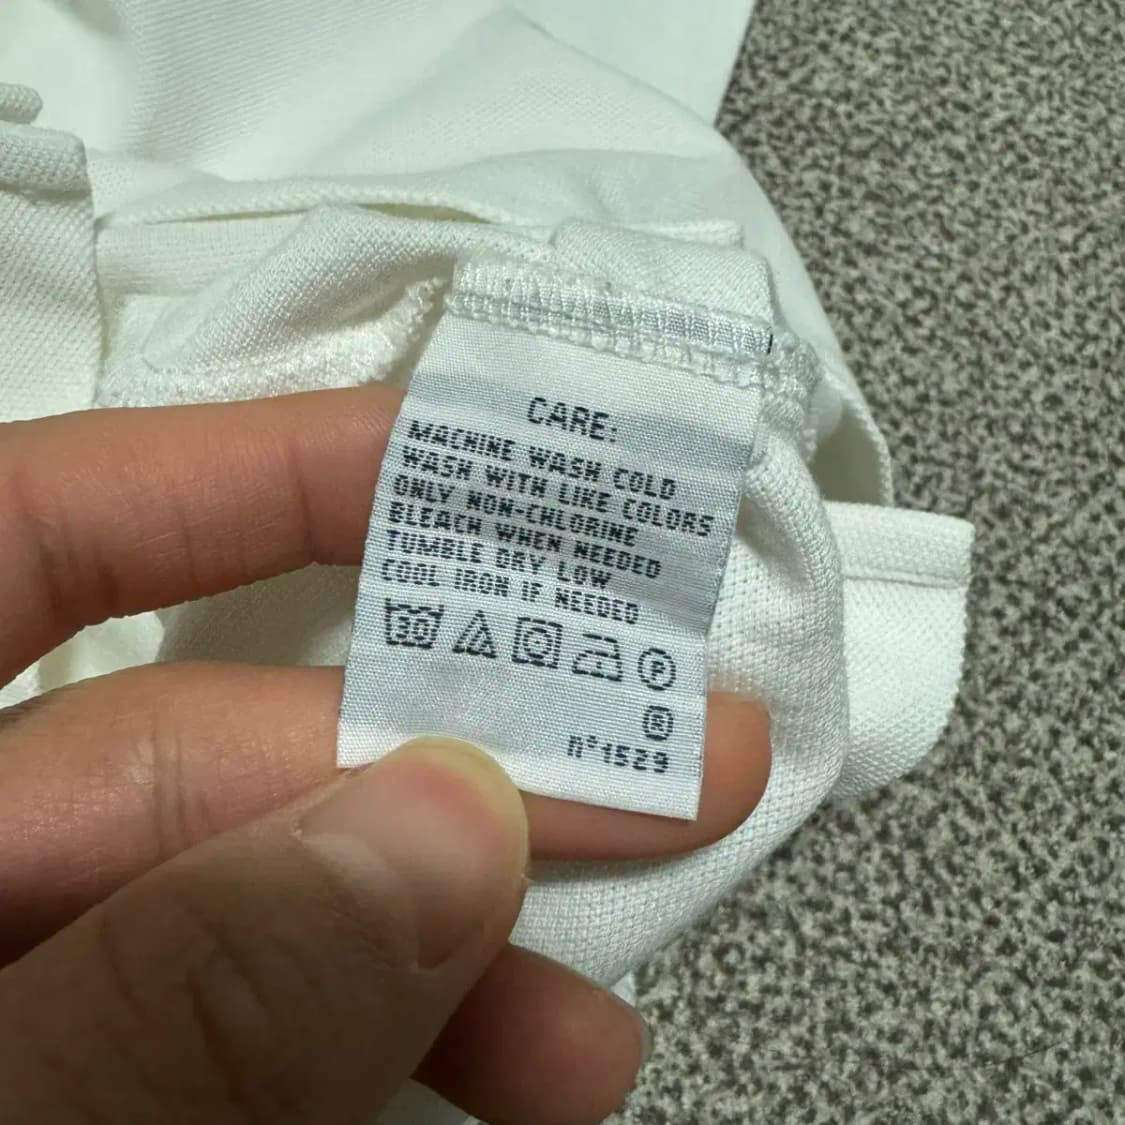 CARE:
MACHINE WASH COLD
WASH WITH LIKE COLORS
ONLY NON-CHLORINE
BLEACH WHEN NEEDED
TUMBLE DRY LOW
COOL IRON IF NEEDED
30 P
®
n°1529